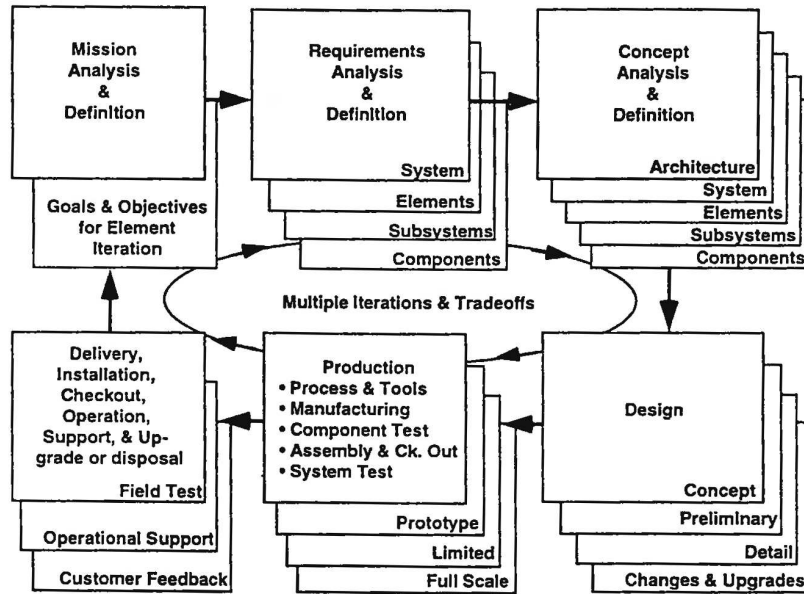 Mission
Analysis
&
Definition
Goals & Objectives
for Element
Iteration
Requirements
Analysis
&
Definition
System
Elements
Subsystems
Components
Concept
Analysis
&
Definition
Architecture
System
Elements
Subsystems
Components
Multiple Iterations & Tradeoffs
Delivery,
Installation,
Checkout,
Operation,
Support, & Up-
grade or disposal
Field Test
Operational Support
Customer Feedback
Production
• Process & Tools
• Manufacturing
• Component Test
• Assembly & Ck. Out
• System Test
Prototype
Limited
Full Scale
Design
Concept
Preliminary
Detail
Changes & Upgrades